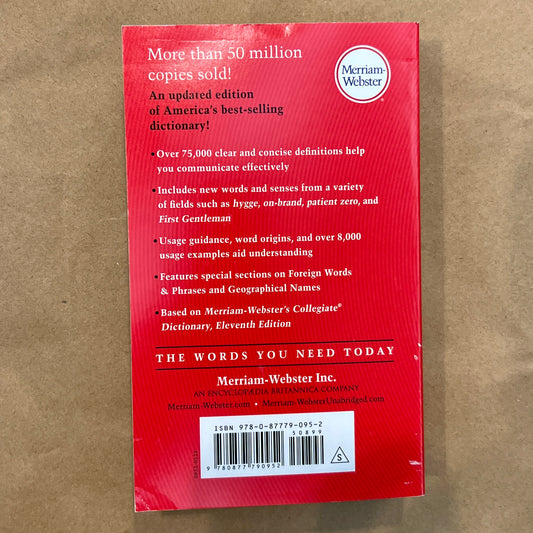 More than 50 million
copies sold!
Merriam-
Webster
®
An updated edition
of America's best-selling
dictionary!
• Over 75,000 clear and concise definitions help
you communicate effectively
• Includes new words and senses from a variety
of fields such as hygge, on-brand, patient zero, and
First Gentleman
• Usage guidance, word origins, and over 8,000
usage examples aid understanding
• Features special sections on Foreign Words
& Phrases and Geographical Names
• Based on Merriam-Webster's Collegiate®
Dictionary, Eleventh Edition
THE WORDS YOU NEED TODAY
Merriam-Webster Inc.
AN ENCYCLOPÆDIA BRITANNICA COMPANY
Merriam-Webster.com • Merriam-WebsterUnabridged.com
ISBN 978-0-87779-095-2
50899
9 780877 790952
S